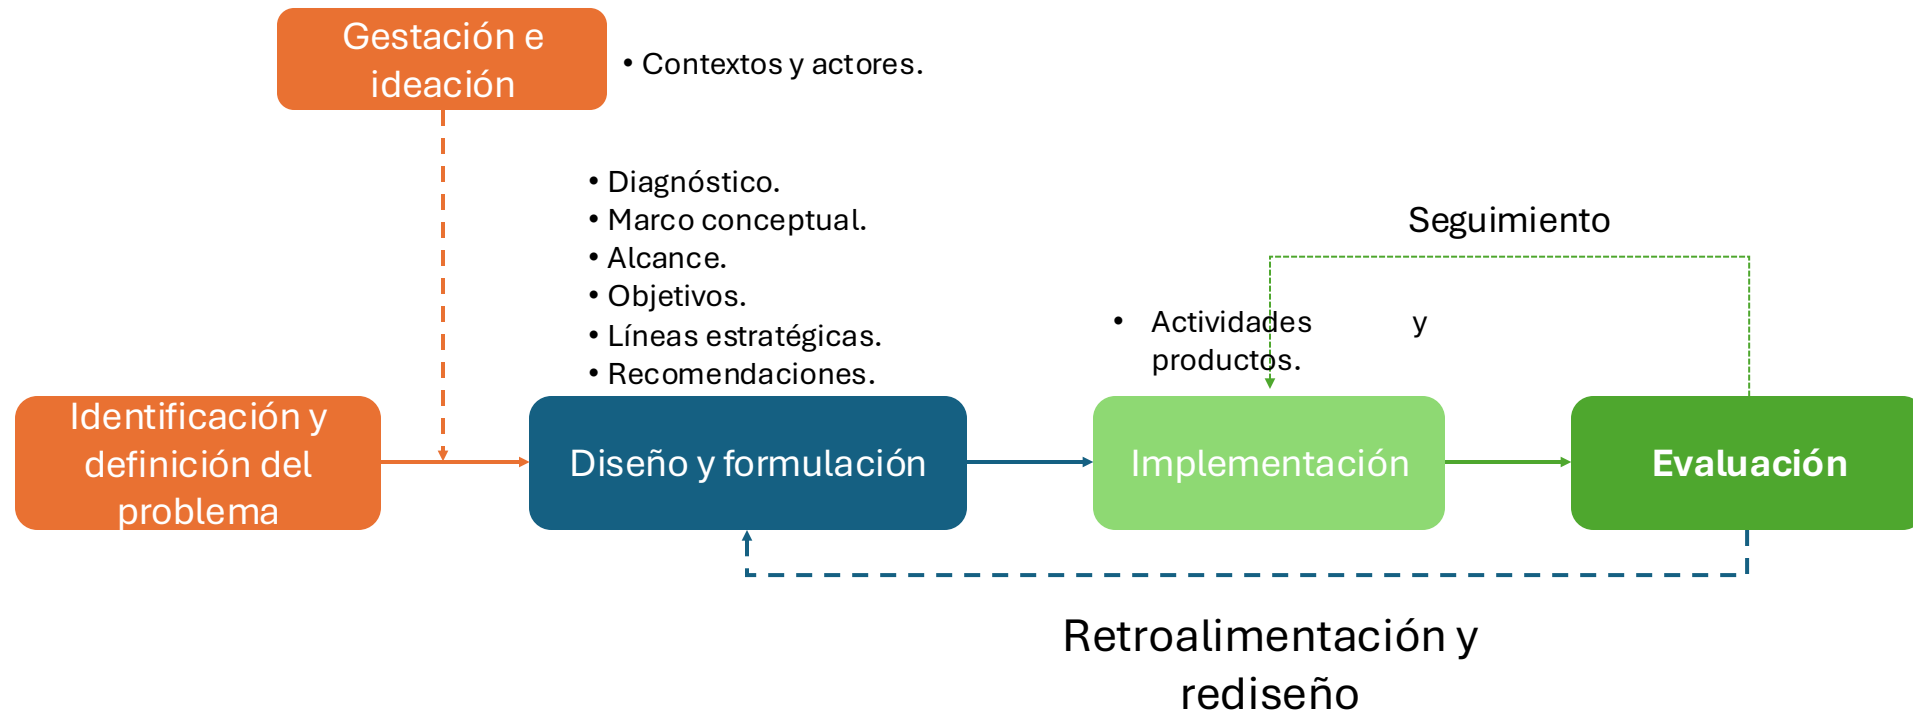 Gestación e
ideación
• Contextos y actores.
• Diagnóstico.
• Marco conceptual.
• Alcance.
• Objetivos.
• Líneas estratégicas.
• Recomendaciones.
Seguimiento
• Actividades y
productos.
Identificación y
definición del
problema
Diseño y formulación
Implementación
Evaluación
Retroalimentación y
rediseño